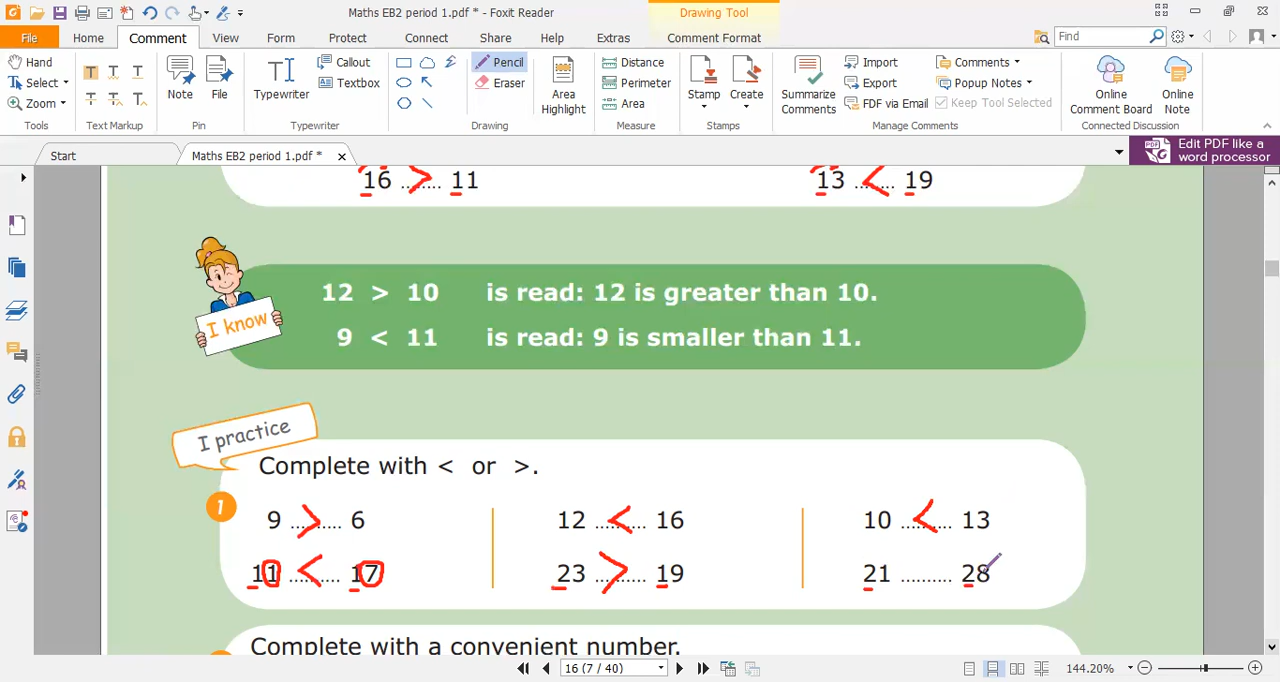 Maths EB2 period 1.pdf * - Foxit Reader
Drawing Tool
File Home Comment View Form Protect Connect Share Help Extras Comment Format
Find
Hand
Select
Zoom
Tools
Text Markup
Note
File
Pin
Typewriter
Callout
Textbox
Typewriter
Pencil
Eraser
Drawing
Area
Highlight
Distance
Perimeter
Area
Measure
Stamp
Create
Stamps
Summarize
Comments
Import
Export
FDF via Email
Comments
Popup Notes
Keep Tool Selected
Manage Comments
Online
Comment Board
Online
Note
Connected Discussion
Start
Maths EB2 period 1.pdf *
Edit PDF like a
word processor
16 ...>... 11
13 ...<... 19
I know
12 > 10 is read: 12 is greater than 10.
9 < 11 is read: 9 is smaller than 11.
I practice
Complete with < or >.
1
9 ...>... 6 12 ...<... 16 10 ...<... 13
11 ...<... 17 23 ...>... 19 21 .......... 28
Complete with a convenient number.
16 (7 / 40)
144.20%